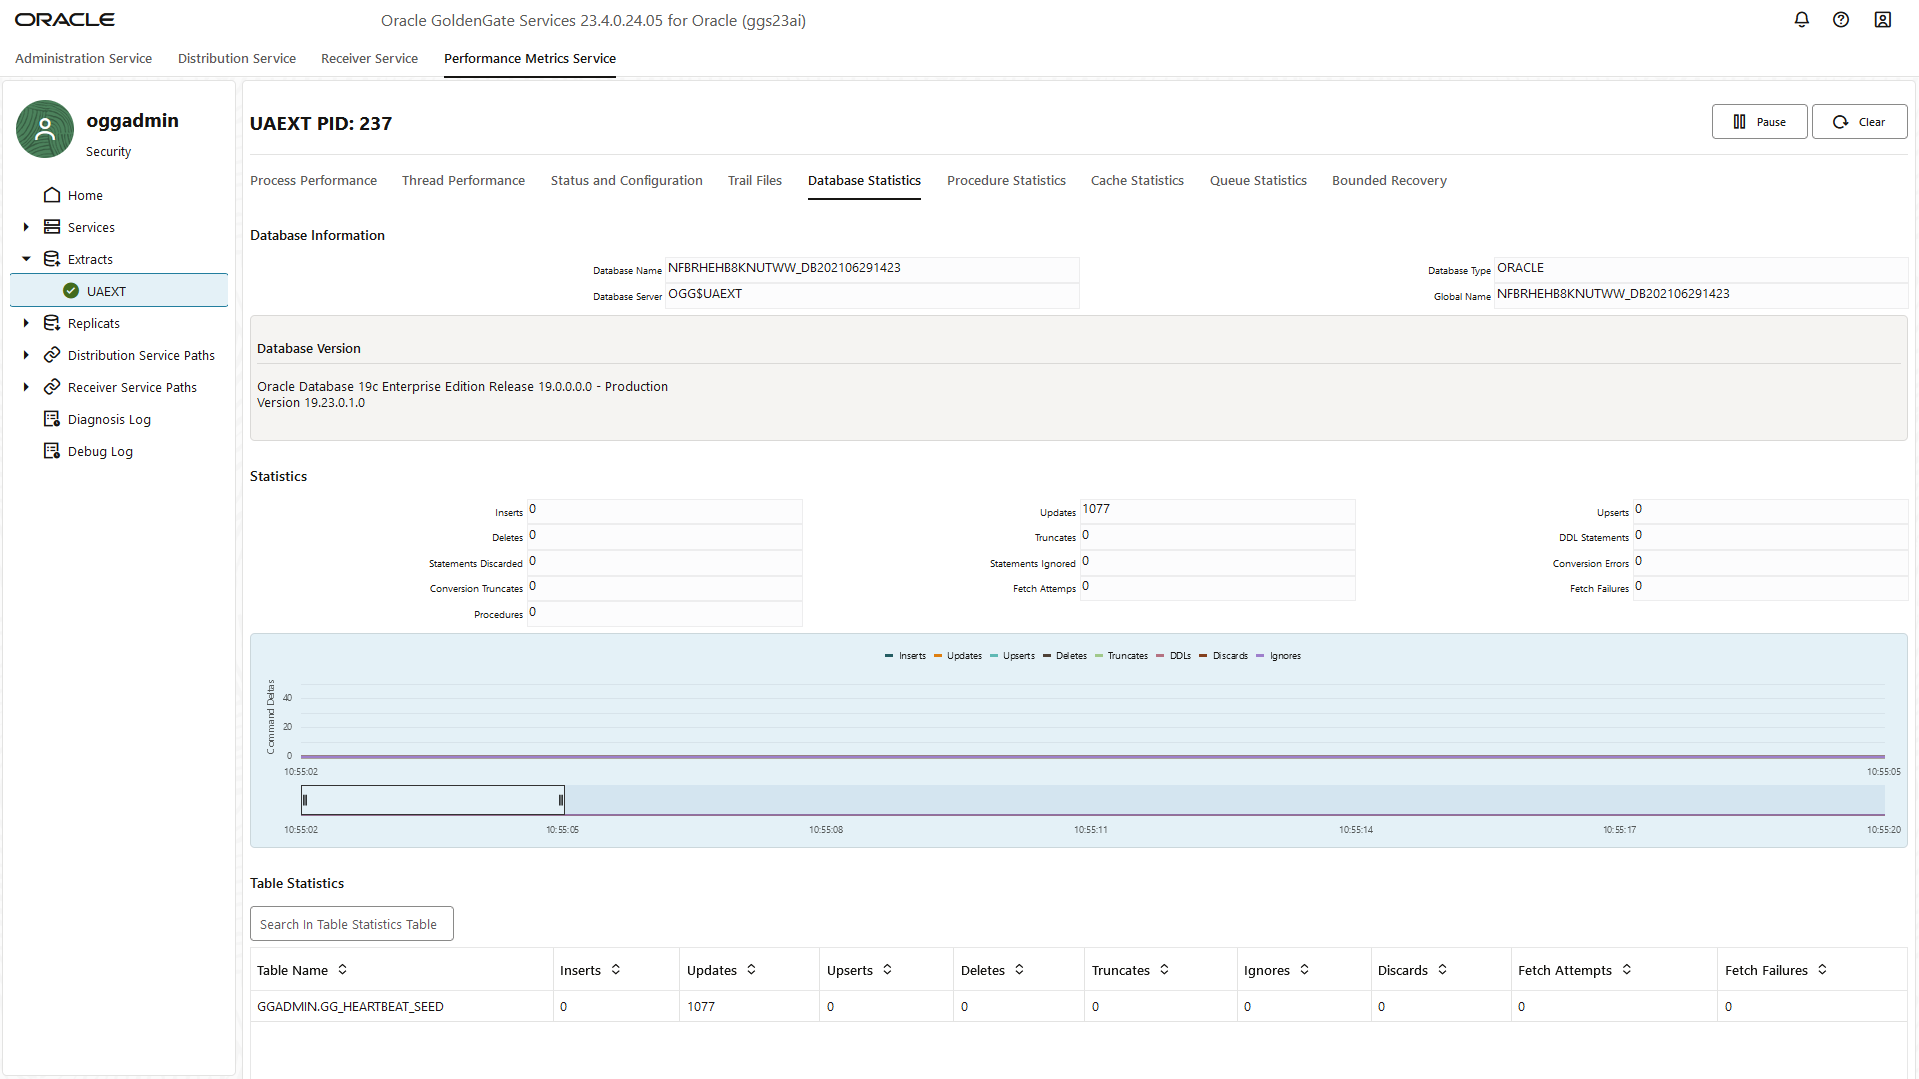 ORACLE
Oracle GoldenGate Services 23.4.0.24.05 for Oracle (ggs23ai)
Administration Service Distribution Service Receiver Service Performance Metrics Service
oggadmin
Security
Home
Services
Extracts
UAEXT
Replicats
Distribution Service Paths
Receiver Service Paths
Diagnosis Log
Debug Log
UAEXT PID: 237
Pause Clear
Process Performance Thread Performance Status and Configuration Trail Files Database Statistics Procedure Statistics Cache Statistics Queue Statistics Bounded Recovery
Database Information
Database Name NFBRHEHB8KNUTWW_DB202106291423 Database Type ORACLE
Database Server OGG$UAEXT Global Name NFBRHEHB8KNUTWW_DB202106291423
Database Version
Oracle Database 19c Enterprise Edition Release 19.0.0.0.0 - Production
Version 19.23.0.1.0
Statistics
Inserts 0 Updates 1077 Upserts 0
Deletes 0 Truncates 0 DDL Statements 0
Statements Discarded 0 Statements Ignored 0 Conversion Errors 0
Conversion Truncates 0 Fetch Attemps 0 Fetch Failures 0
Procedures 0
Inserts Updates Upserts Deletes Truncates DDLs Discards Ignores
Command Deltas
40
20
0
10:55:02 10:55:05
10:55:02 10:55:05 10:55:08 10:55:11 10:55:14 10:55:17 10:55:20
Table Statistics
Search In Table Statistics Table
Table Name Inserts Updates Upserts Deletes Truncates Ignores Discards Fetch Attempts Fetch Failures
GGADMIN.GG_HEARTBEAT_SEED 0 1077 0 0 0 0 0 0 0